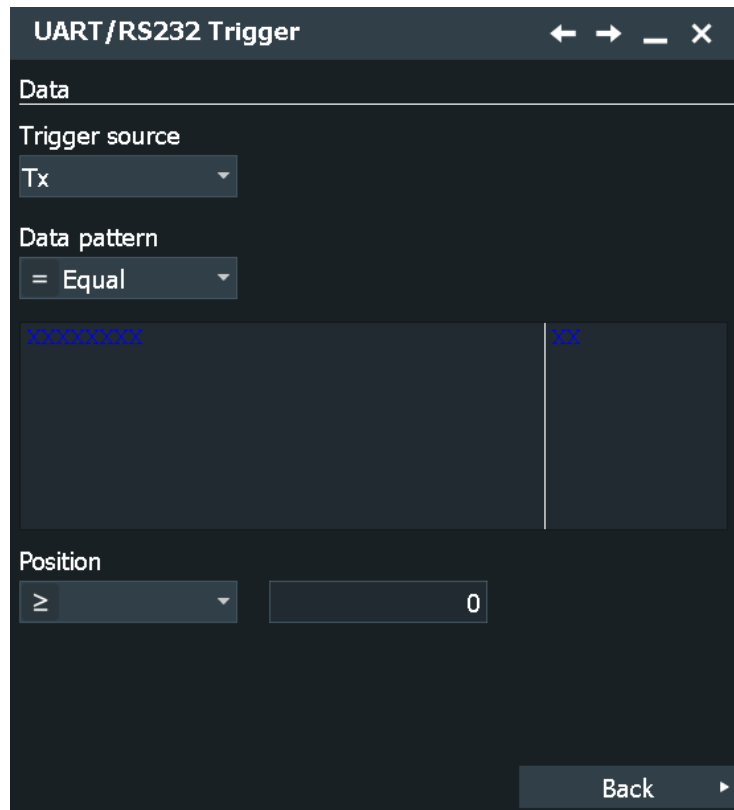 UART/RS232 Trigger
Data
Trigger source
Tx
Data pattern
= Equal
XXXXXXXX XX
Position
≥ 0
Back